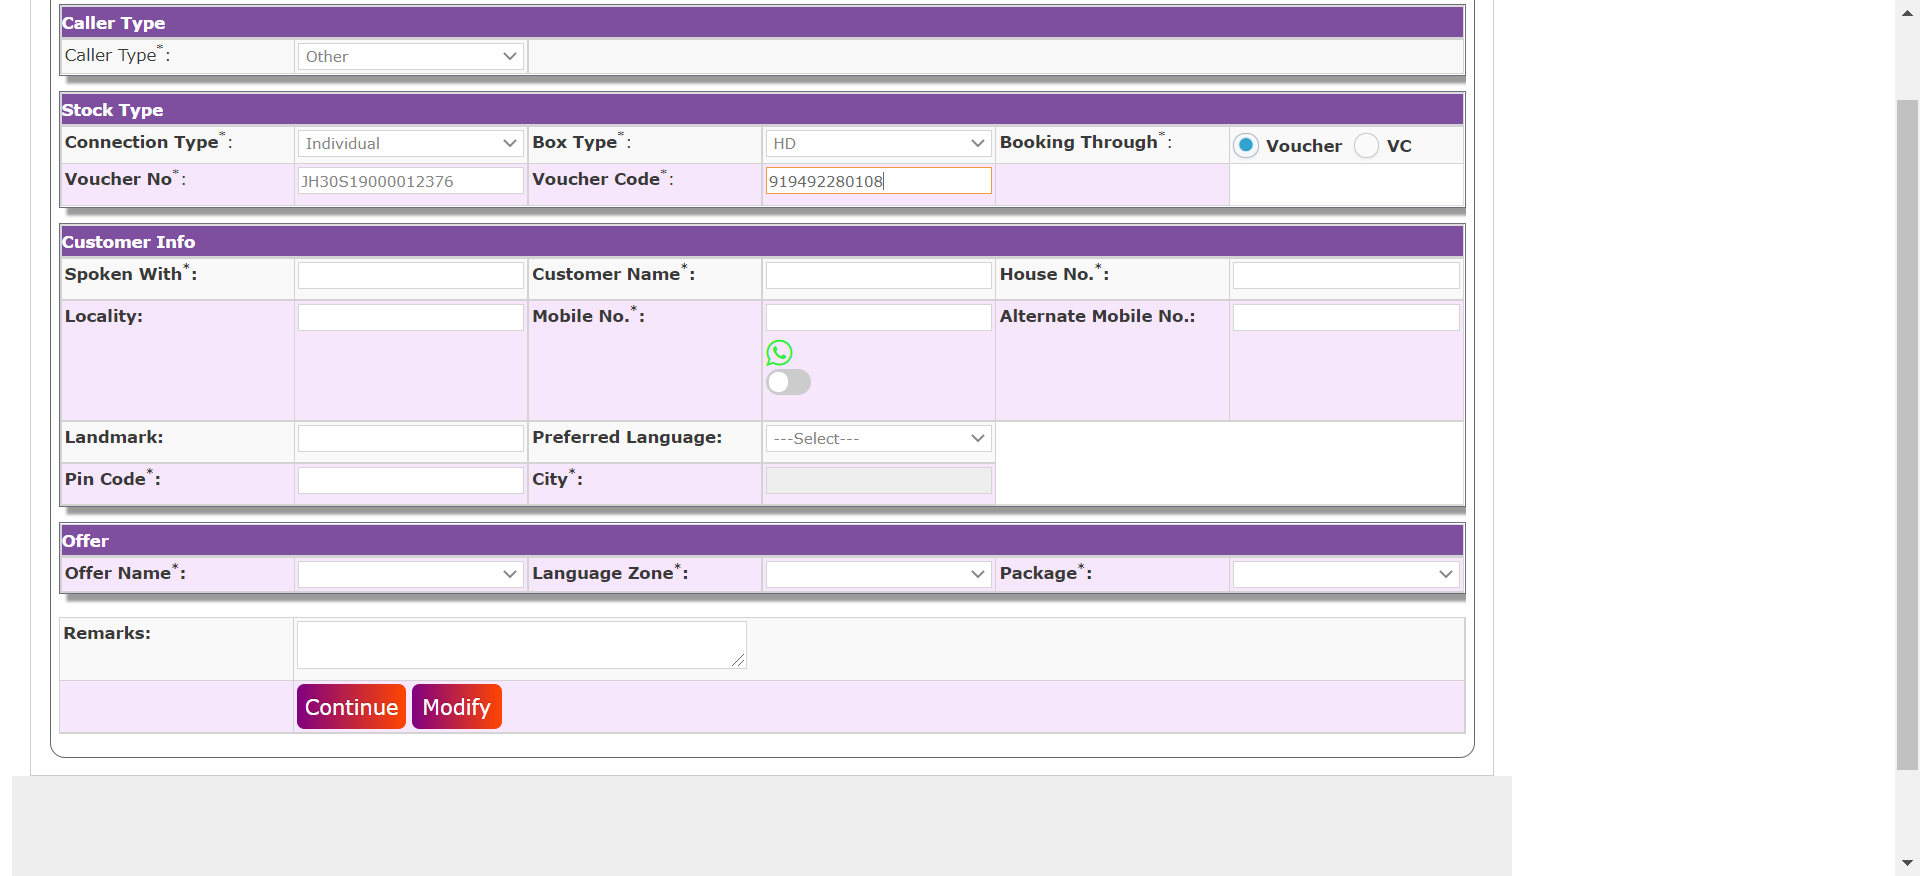 Caller Type
Caller Type*: Other
Stock Type
Connection Type*: Individual Box Type*: HD Booking Through*: Voucher VC
Voucher No*: JH30S19000012376 Voucher Code*: 919492280108
Customer Info
Spoken With*: Customer Name*: House No.*:
Locality: Mobile No.*: Alternate Mobile No.:
Landmark: Preferred Language: ---Select---
Pin Code*: City*:
Offer
Offer Name*: Language Zone*: Package*:
Remarks:
Continue Modify